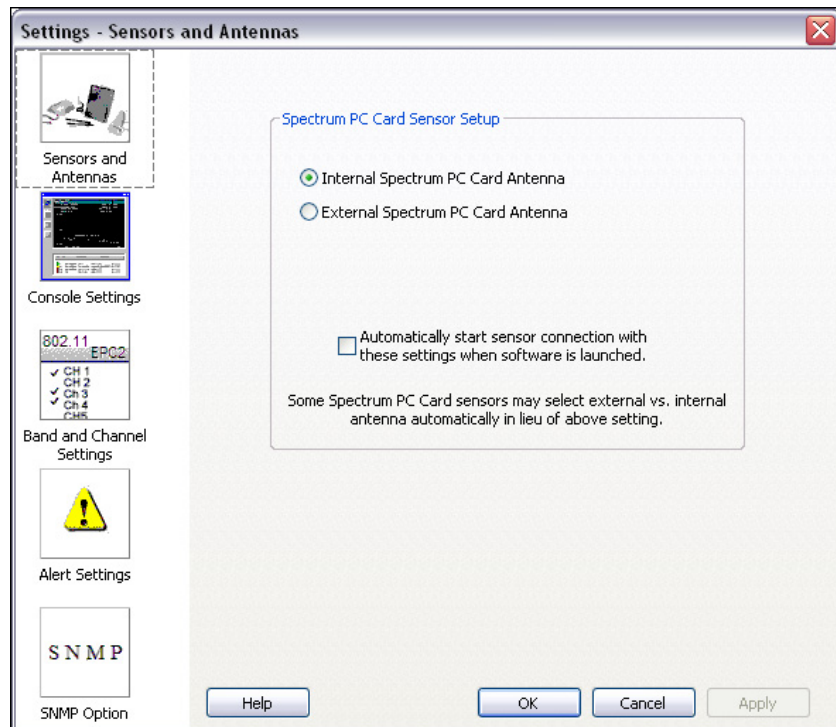 Settings - Sensors and Antennas
Sensors and
Antennas
Console Settings
802.11
EPC2
CH 1
CH 2
Ch 3
Ch 4
CH5
Band and Channel
Settings
Alert Settings
SNMP
SNMP Option
Spectrum PC Card Sensor Setup
Internal Spectrum PC Card Antenna
External Spectrum PC Card Antenna
Automatically start sensor connection with
these settings when software is launched.
Some Spectrum PC Card sensors may select external vs. internal
antenna automatically in lieu of above setting.
Help
OK
Cancel
Apply